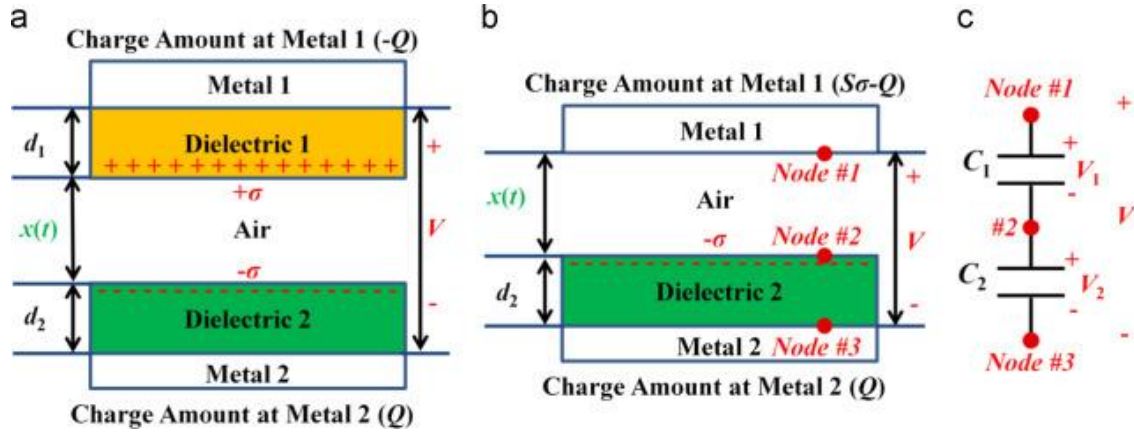 a
Charge Amount at Metal 1 (-Q)
Metal 1
d₁
Dielectric 1
+ + + + + + + + + + + + +
+σ
x(t)
Air
V
+
-
-σ
d₂
Dielectric 2
Metal 2
Charge Amount at Metal 2 (Q)
b
Charge Amount at Metal 1 (Sσ-Q)
Metal 1
Node #1
x(t)
Air
+
V
-
-σ
Node #2
d₂
Dielectric 2
Metal 2
Node #3
Charge Amount at Metal 2 (Q)
c
Node #1
+
C₁
+
V₁
-
#2
V
C₂
+
V₂
-
-
Node #3